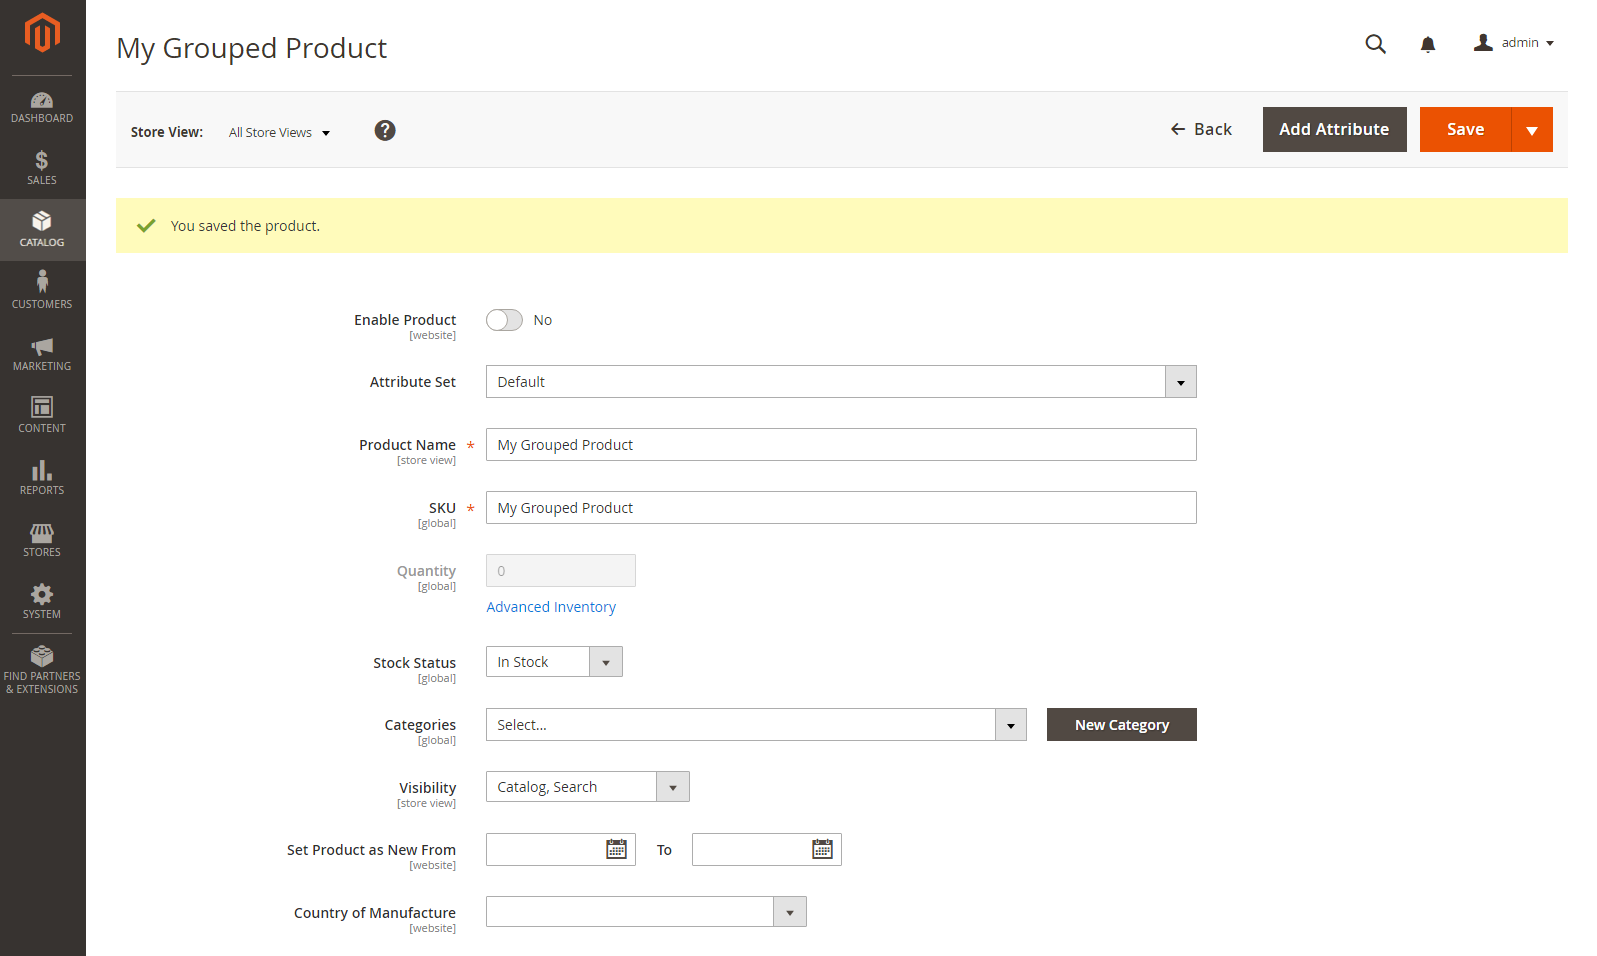 My Grouped Product
admin
DASHBOARD
SALES
CATALOG
CUSTOMERS
MARKETING
CONTENT
REPORTS
STORES
SYSTEM
FIND PARTNERS
& EXTENSIONS
Store View: All Store Views ?
Back Add Attribute Save
You saved the product.
Enable Product No
[website]
Attribute Set Default
Product Name * My Grouped Product
[store view]
SKU * My Grouped Product
[global]
Quantity 0
[global]
Advanced Inventory
Stock Status In Stock
[global]
Categories Select... New Category
[global]
Visibility Catalog, Search
[store view]
Set Product as New From To
[website]
Country of Manufacture
[website]